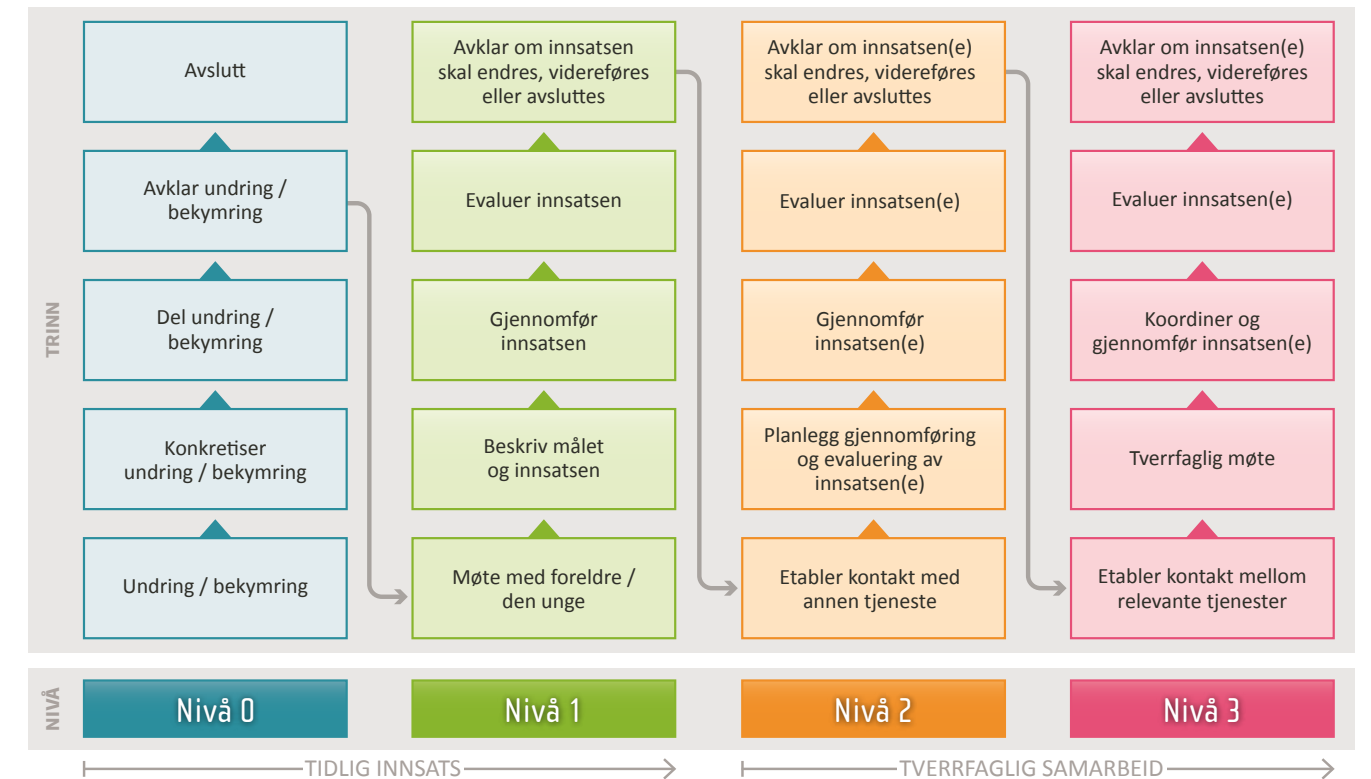 TRINN
Avslutt
Avklar undring /
bekymring
Del undring /
bekymring
Konkretiser
undring / bekymring
Undring / bekymring
Avklar om innsatsen
skal endres, videreføres
eller avsluttes
Evaluer innsatsen
Gjennomfør
innsatsen
Beskriv målet
og innsatsen
Møte med foreldre /
den unge
Avklar om innsatsen(e)
skal endres, videreføres
eller avsluttes
Evaluer innsatsen(e)
Gjennomfør
innsatsen(e)
Planlegg gjennomføring
og evaluering av
innsatsen(e)
Etabler kontakt med
annen tjeneste
Avklar om innsatsen(e)
skal endres, videreføres
eller avsluttes
Evaluer innsatsen(e)
Koordiner og
gjennomfør innsatsen(e)
Tverrfaglig møte
Etabler kontakt mellom
relevante tjenester
NIVÅ
Nivå 0
Nivå 1
Nivå 2
Nivå 3
TIDLIG INNSATS
TVERRFAGLIG SAMARBEID